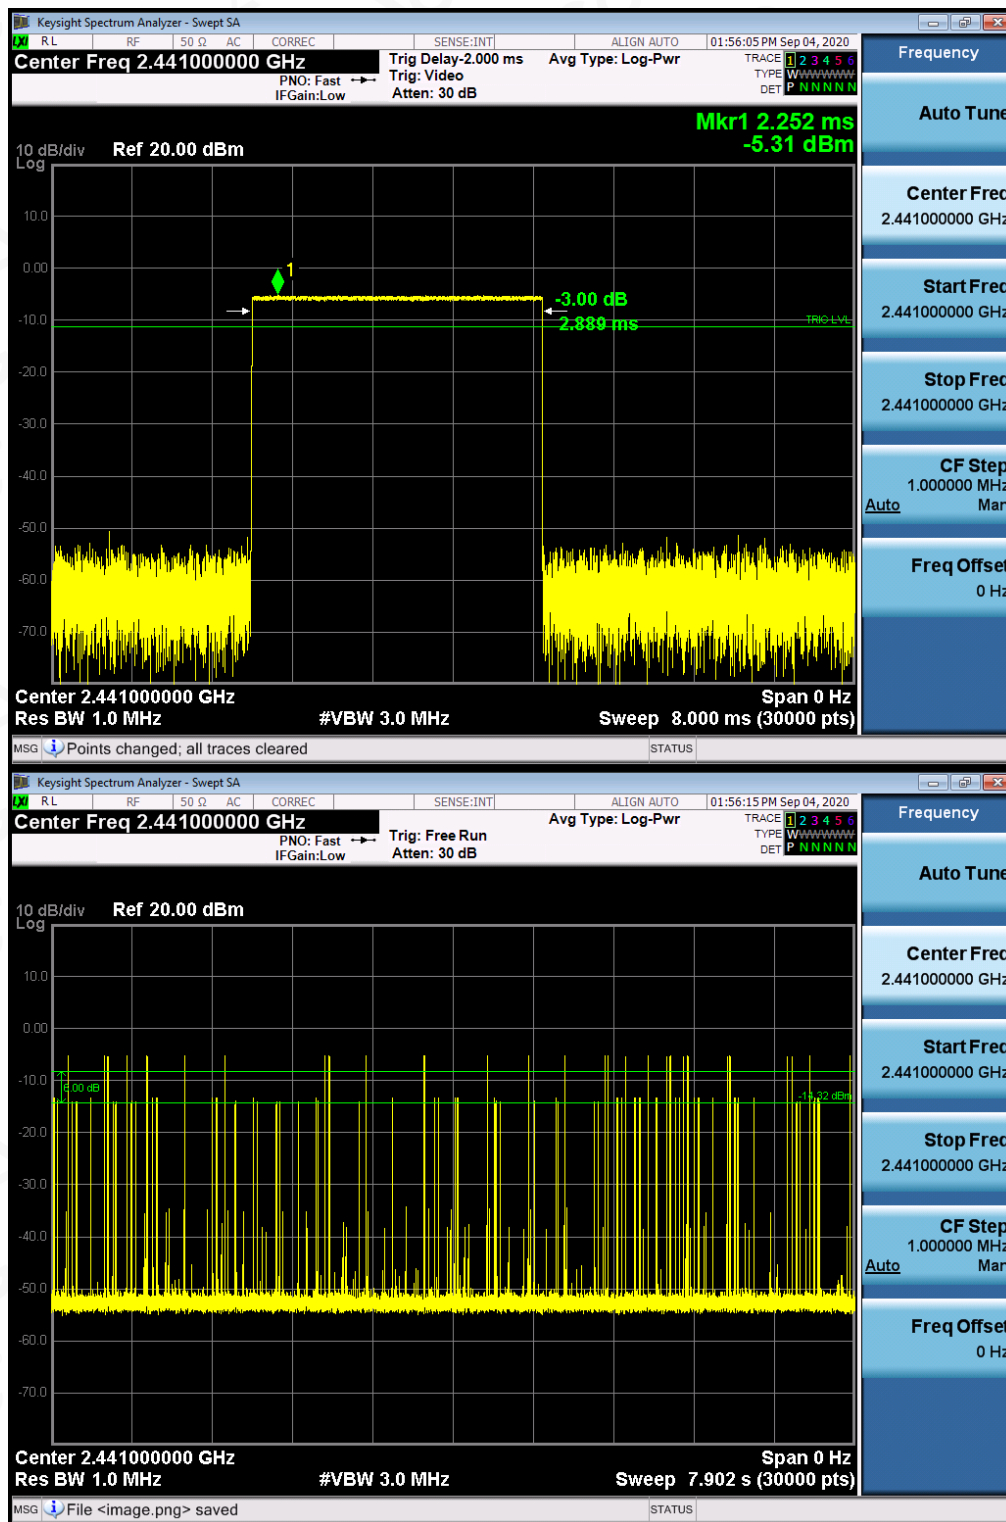 Keysight Spectrum Analyzer - Swept SA
LXI RL RF 50 Ω AC CORREC SENSE:INT ALIGN AUTO 01:56:05 PM Sep 04, 2020
Center Freq 2.441000000 GHz
Trig Delay-2.000 ms Avg Type: Log-Pwr TRACE 1 2 3 4 5 6
PNO: Fast Trig: Video TYPE WWWWWW
IFGain:Low Atten: 30 dB DET P N N N N N
Mkr1 2.252 ms
-5.31 dBm
10 dB/div Ref 20.00 dBm
Log
10.0
0.00
-10.0
-20.0
-30.0
-40.0
-50.0
-60.0
-70.0
1
-3.00 dB
2.889 ms
TRIG LVL
Center 2.441000000 GHz Span 0 Hz
Res BW 1.0 MHz #VBW 3.0 MHz Sweep 8.000 ms (30000 pts)
MSG Points changed; all traces cleared STATUS
Frequency
Auto Tune
Center Freq
2.441000000 GHz
Start Freq
2.441000000 GHz
Stop Freq
2.441000000 GHz
CF Step
1.000000 MHz
Auto Man
Freq Offset
0 Hz
Keysight Spectrum Analyzer - Swept SA
LXI RL RF 50 Ω AC CORREC SENSE:INT ALIGN AUTO 01:56:15 PM Sep 04, 2020
Center Freq 2.441000000 GHz
Avg Type: Log-Pwr TRACE 1 2 3 4 5 6
PNO: Fast Trig: Free Run TYPE WWWWWW
IFGain:Low Atten: 30 dB DET P N N N N N
10 dB/div Ref 20.00 dBm
Log
10.0
0.00
-10.0
-20.0
-30.0
-40.0
-50.0
-60.0
-70.0
6.00 dB
-14.32 dBm
Center 2.441000000 GHz Span 0 Hz
Res BW 1.0 MHz #VBW 3.0 MHz Sweep 7.902 s (30000 pts)
MSG File <image.png> saved STATUS
Frequency
Auto Tune
Center Freq
2.441000000 GHz
Start Freq
2.441000000 GHz
Stop Freq
2.441000000 GHz
CF Step
1.000000 MHz
Auto Man
Freq Offset
0 Hz